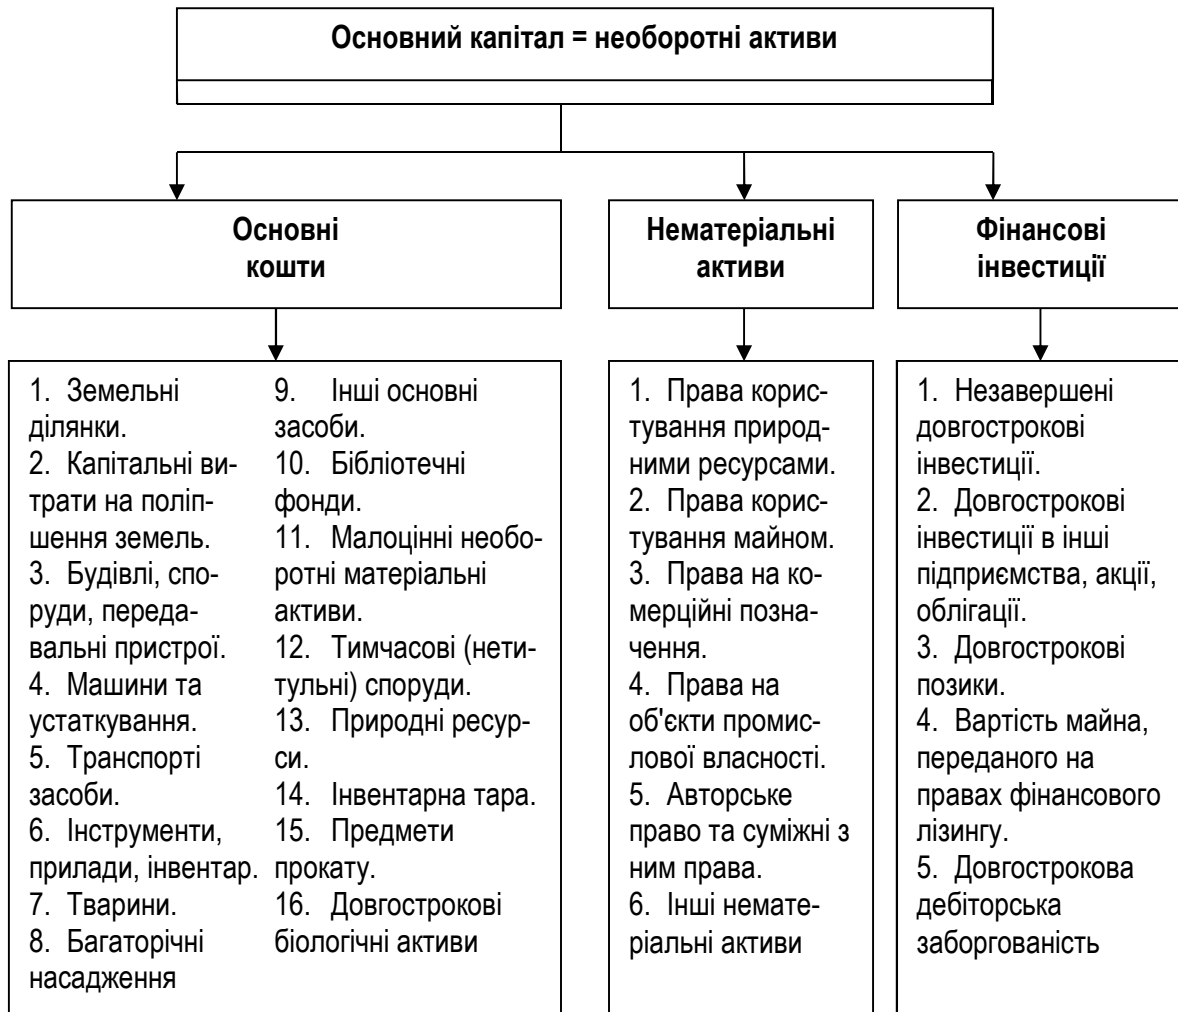 Основний капітал = необоротні активи
Основні
кошти
Нематеріальні
активи
Фінансові
інвестиції
1. Земельні
ділянки.
2. Капітальні ви-
трати на поліп-
шення земель.
3. Будівлі, спо-
руди, переда-
вальні пристрої.
4. Машини та
устаткування.
5. Транспорті
засоби.
6. Інструменти,
прилади, інвентар.
7. Тварини.
8. Багаторічні
насадження
9. Інші основні
засоби.
10. Бібліотечні
фонди.
11. Малоцінні необо-
ротні матеріальні
активи.
12. Тимчасові (нети-
тульні) споруди.
13. Природні ресур-
си.
14. Інвентарна тара.
15. Предмети
прокату.
16. Довгострокові
біологічні активи
1. Права корис-
тування природ-
ними ресурсами.
2. Права корис-
тування майном.
3. Права на ко-
мерційні позна-
чення.
4. Права на
об'єкти промис-
лової власності.
5. Авторське
право та суміжні з
ним права.
6. Інші немате-
ріальні активи
1. Незавершені
довгострокові
інвестиції.
2. Довгострокові
інвестиції в інші
підприємства, акції,
облігації.
3. Довгострокові
позики.
4. Вартість майна,
переданого на
правах фінансового
лізингу.
5. Довгострокова
дебіторська
заборгованість